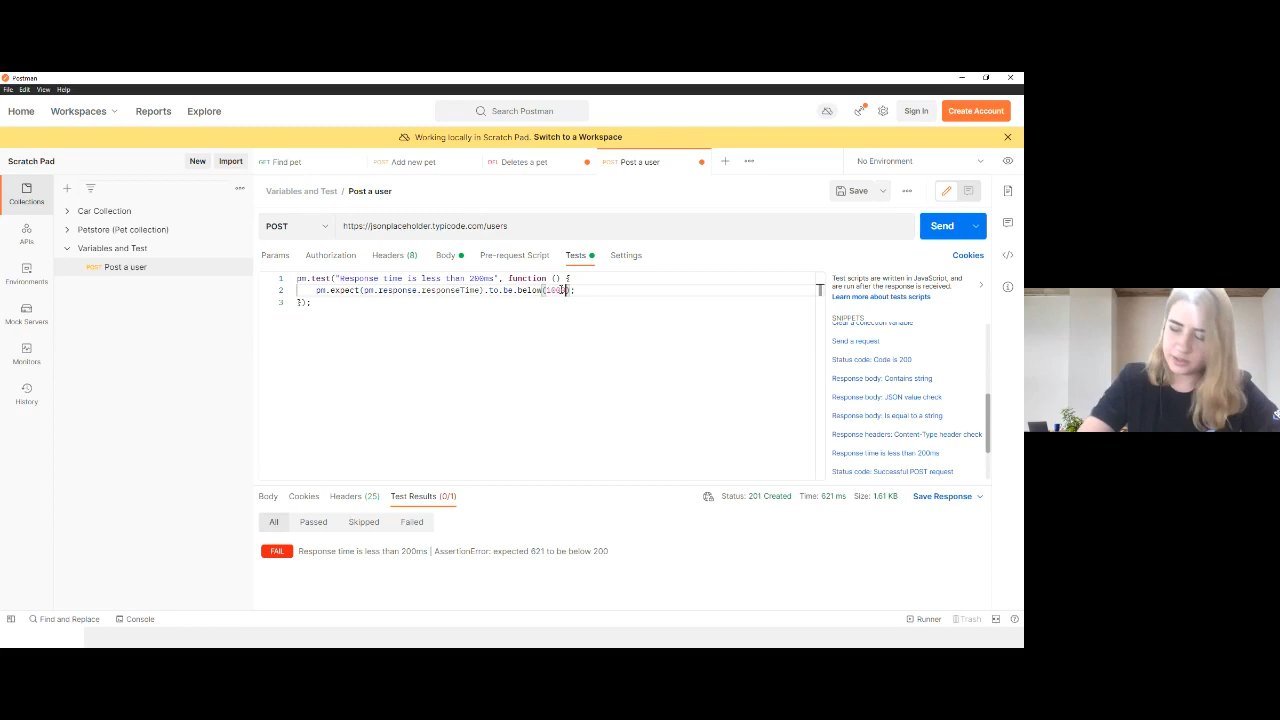 Postman
File Edit View Help
Home Workspaces Reports Explore Search Postman Sign In Create Account
Working locally in Scratch Pad. Switch to a Workspace
Scratch Pad New Import GET Find pet POST Add new pet DEL Deletes a pet POST Post a user No Environment
Variables and Test / Post a user Save
Collections
APIs
Environments
Mock Servers
Monitors
History
Car Collection
Petstore (Pet collection)
Variables and Test
POST Post a user
POST https://jsonplaceholder.typicode.com/users Send
Params Authorization Headers (8) Body Pre-request Script Tests Settings Cookies
1 pm.test("Response time is less than 200ms", function () {
2 pm.expect(pm.response.responseTime).to.be.below(1000);
3 });
Test scripts are written in JavaScript, and
are run after the response is received.
Learn more about tests scripts
SNIPPETS
Clear a collection variable
Send a request
Status code: Code is 200
Response body: Contains string
Response body: JSON value check
Response body: Is equal to a string
Response headers: Content-Type header check
Response time is less than 200ms
Status code: Successful POST request
Body Cookies Headers (25) Test Results (0/1) Status: 201 Created Time: 621 ms Size: 1.61 KB Save Response
All Passed Skipped Failed
FAIL Response time is less than 200ms | AssertionError: expected 621 to be below 200
Find and Replace Console Runner Trash